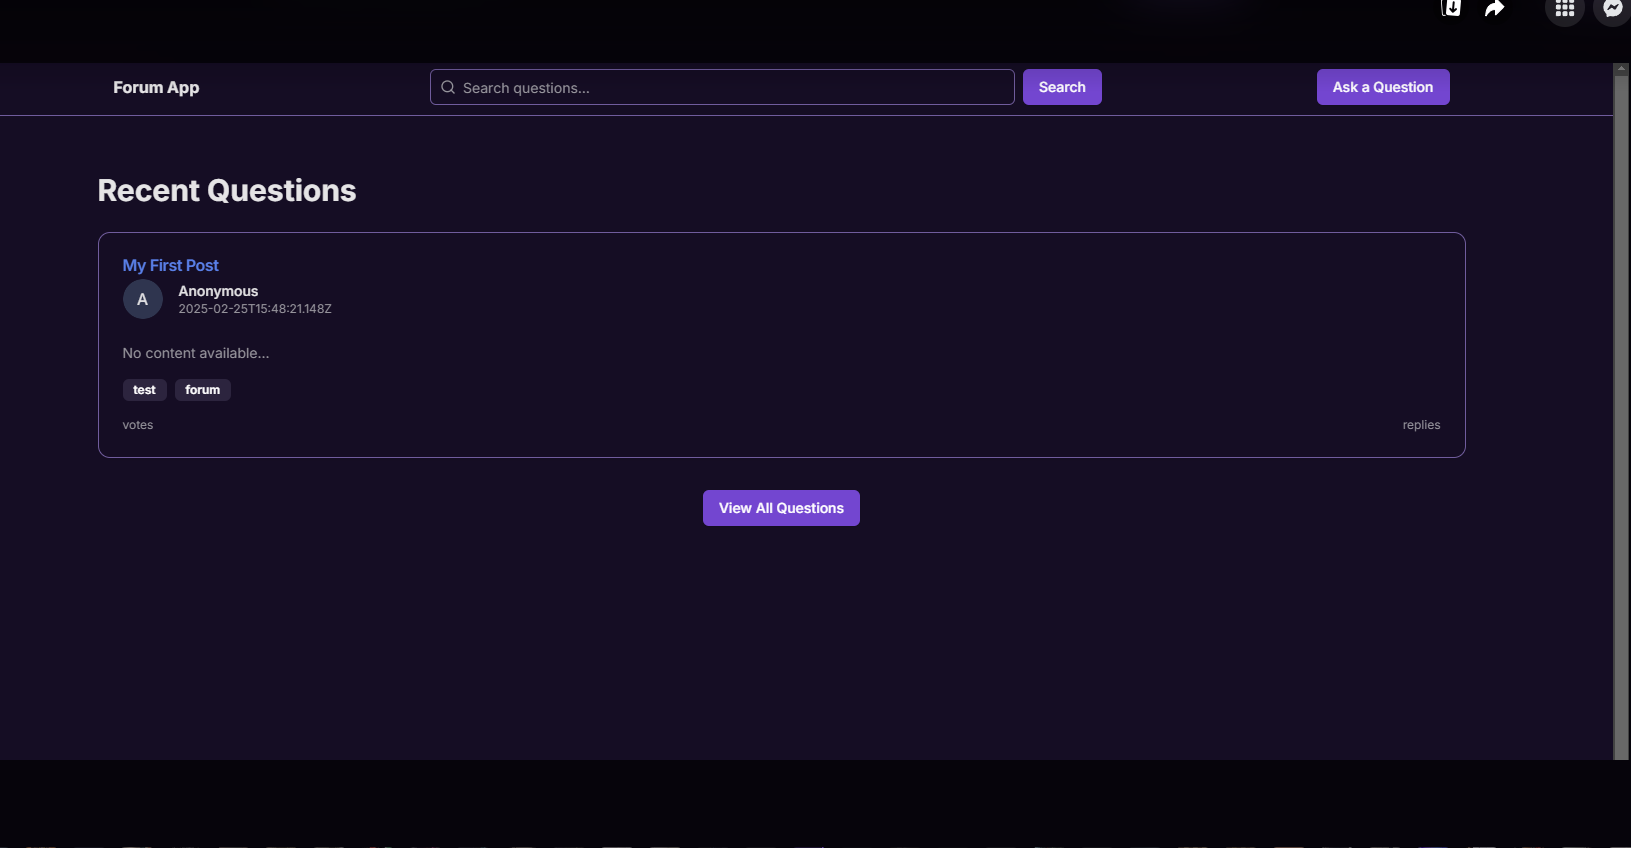 Forum App
Search questions...
Search
Ask a Question
Recent Questions
My First Post
A
Anonymous
2025-02-25T15:48:21.148Z
No content available...
test
forum
votes
replies
View All Questions